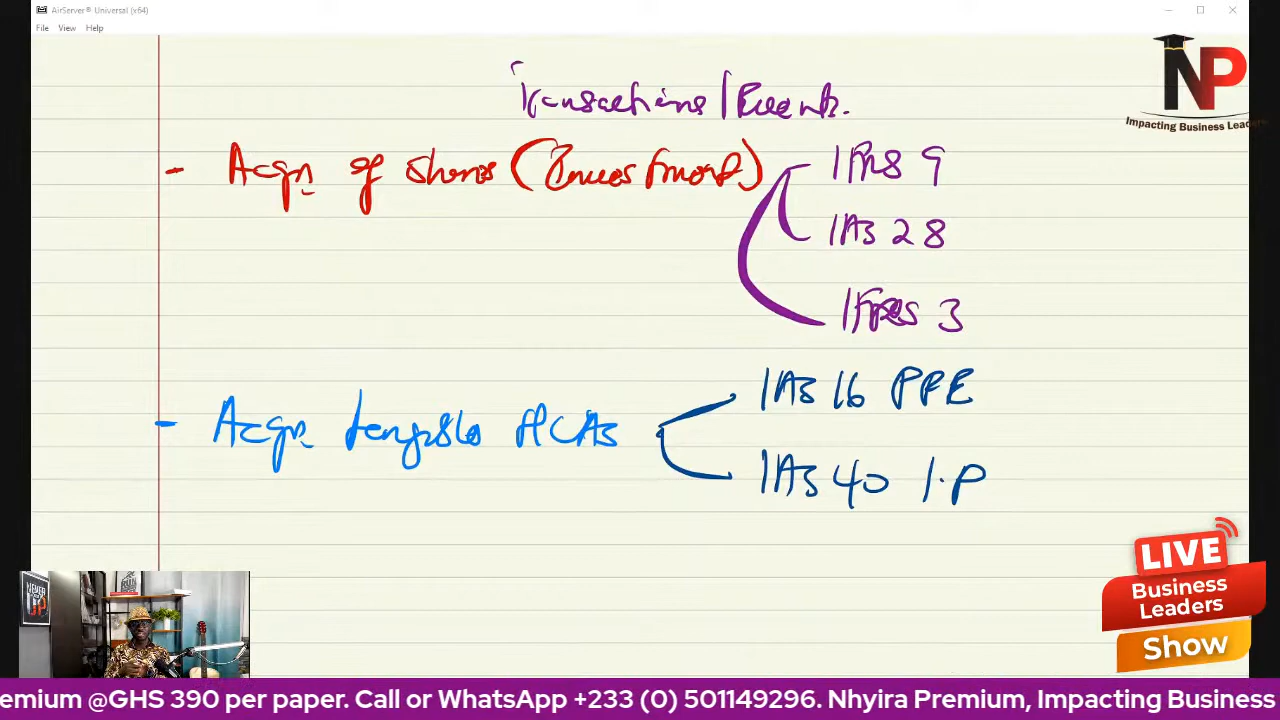 AirServer® Universal (x64)
File View Help
Transactions / Events.
NP
Impacting Business Leaders
- Acqn of shares (Investment)
IFRS 9
IAS 28
IFRS 3
- Acqn tangible NCAs
IAS 16 PPE
IAS 40 I.P
LIVE
Business
Leaders
Show
emium @GHS 390 per paper. Call or WhatsApp +233 (0) 501149296. Nhyira Premium, Impacting Business